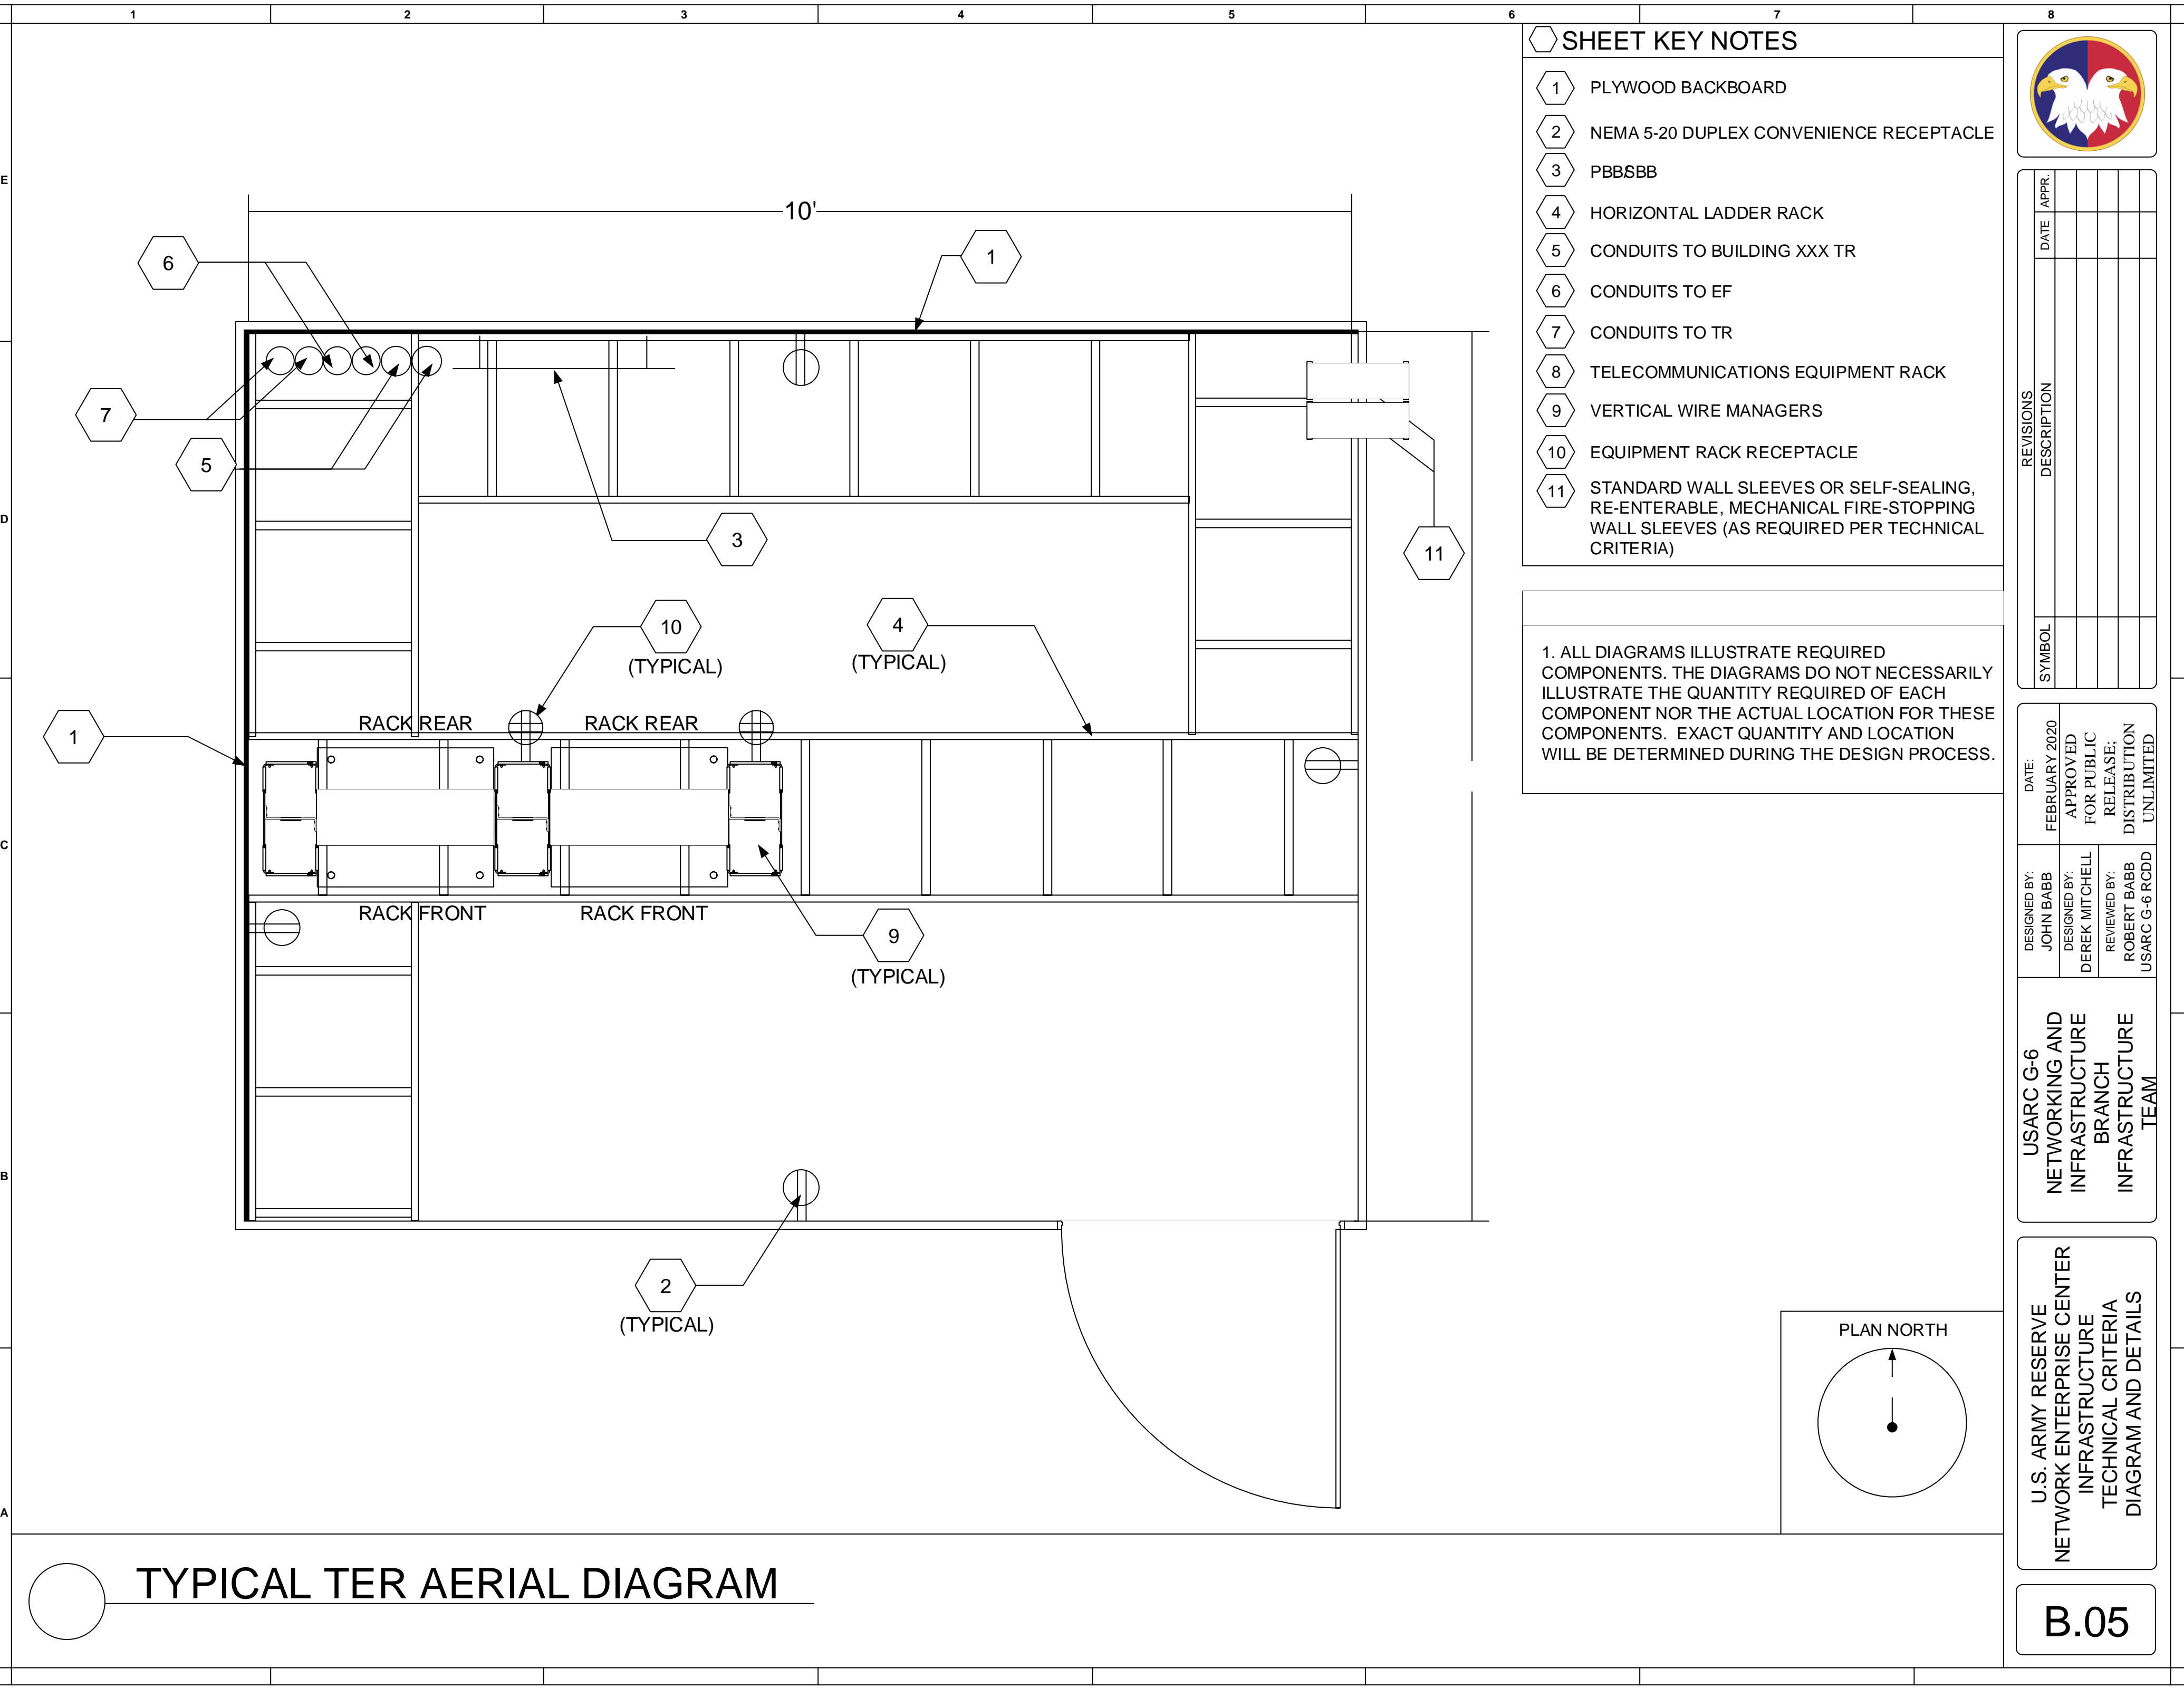 1 2 3 4 5 6 7 8
E
D
C
B
A
SHEET KEY NOTES
1 PLYWOOD BACKBOARD
2 NEMA 5-20 DUPLEX CONVENIENCE RECEPTACLE
3 PBB/SBB
4 HORIZONTAL LADDER RACK
5 CONDUITS TO BUILDING XXX TR
6 CONDUITS TO EF
7 CONDUITS TO TR
8 TELECOMMUNICATIONS EQUIPMENT RACK
9 VERTICAL WIRE MANAGERS
10 EQUIPMENT RACK RECEPTACLE
11 STANDARD WALL SLEEVES OR SELF-SEALING,
RE-ENTERABLE, MECHANICAL FIRE-STOPPING
WALL SLEEVES (AS REQUIRED PER TECHNICAL
CRITERIA)
1. ALL DIAGRAMS ILLUSTRATE REQUIRED
COMPONENTS. THE DIAGRAMS DO NOT NECESSARILY
ILLUSTRATE THE QUANTITY REQUIRED OF EACH
COMPONENT NOR THE ACTUAL LOCATION FOR THESE
COMPONENTS. EXACT QUANTITY AND LOCATION
WILL BE DETERMINED DURING THE DESIGN PROCESS.
10'
6
1
7
5
3
11
10
(TYPICAL)
4
(TYPICAL)
1
RACK REAR
RACK REAR
RACK FRONT
RACK FRONT
9
(TYPICAL)
2
(TYPICAL)
PLAN NORTH
TYPICAL TER AERIAL DIAGRAM
REVISIONS
SYMBOL DESCRIPTION DATE APPR.
DATE:
FEBRUARY 2020
APPROVED
FOR PUBLIC
RELEASE;
DISTRIBUTION
UNLIMITED
DESIGNED BY:
JOHN BABB
DESIGNED BY:
DEREK MITCHELL
REVIEWED BY:
ROBERT BABB
USARC G-6 RCDD
USARC G-6
NETWORKING AND
INFRASTRUCTURE
BRANCH
INFRASTRUCTURE
TEAM
U.S. ARMY RESERVE
NETWORK ENTERPRISE CENTER
INFRASTRUCTURE
TECHNICAL CRITERIA
DIAGRAM AND DETAILS
B.05